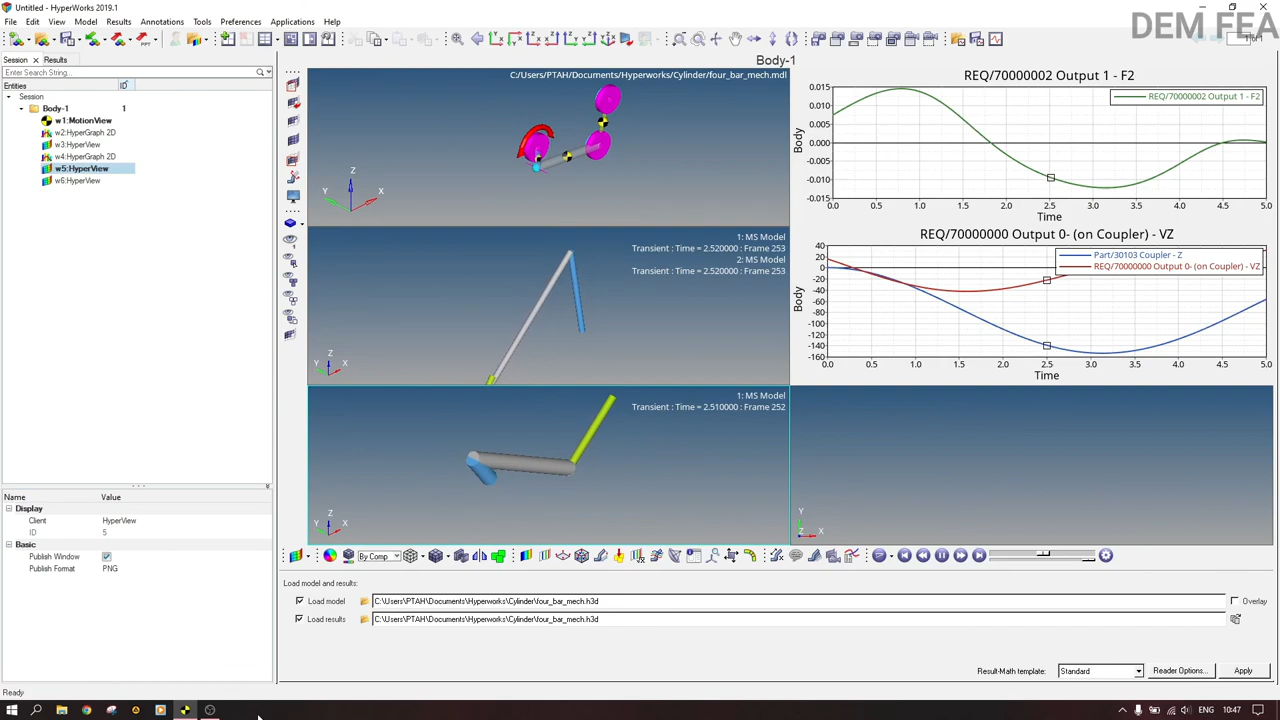 Untitled - HyperWorks 2019.1
File Edit View Model Results Annotations Tools Preferences Applications Help
DEM FEA
1 of 1
Session Results
Enter Search String...
Entities ID
Session
Body-1 1
w1:MotionView
w2:HyperGraph 2D
w3:HyperView
w4:HyperGraph 2D
w5:HyperView
w6:HyperView
Name Value
Display
Client HyperView
ID 5
Basic
Publish Window
Publish Format PNG
Body-1
C:/Users/PTAH/Documents/Hyperworks/Cylinder/four_bar_mech.mdl
Z
Y X
1: MS Model
Transient : Time = 2.520000 : Frame 253
2: MS Model
Transient : Time = 2.520000 : Frame 253
Z
Y X
1: MS Model
Transient : Time = 2.510000 : Frame 252
Z
Y X
REQ/70000002 Output 1 - F2
REQ/70000002 Output 1 - F2
Body
0.015
0.010
0.005
0.000
-0.005
-0.010
-0.015
0.0 0.5 1.0 1.5 2.0 2.5 3.0 3.5 4.0 4.5 5.0
Time
REQ/70000000 Output 0- (on Coupler) - VZ
Part/30103 Coupler - Z
REQ/70000000 Output 0- (on Coupler) - VZ
Body
40
20
0
-20
-40
-60
-80
-100
-120
-140
-160
0.0 0.5 1.0 1.5 2.0 2.5 3.0 3.5 4.0 4.5 5.0
Time
Y
Z X
By Comp
Load model and results:
Load model C:\Users\PTAH\Documents\Hyperworks\Cylinder\four_bar_mech.h3d Overlay
Load results C:\Users\PTAH\Documents\Hyperworks\Cylinder\four_bar_mech.h3d
Result-Math template: Standard Reader Options... Apply
Ready
ENG 10:47